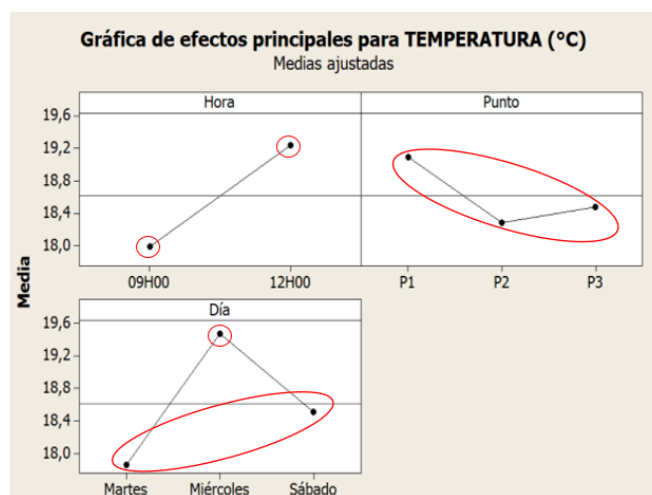 Gráfica de efectos principales para TEMPERATURA (°C)
Medias ajustadas
Hora
Punto
19,6
19,2
18,8
18,4
18,0
09H00
12H00
P1
P2
P3
Media
Día
19,6
19,2
18,8
18,4
18,0
Martes
Miércoles
Sábado